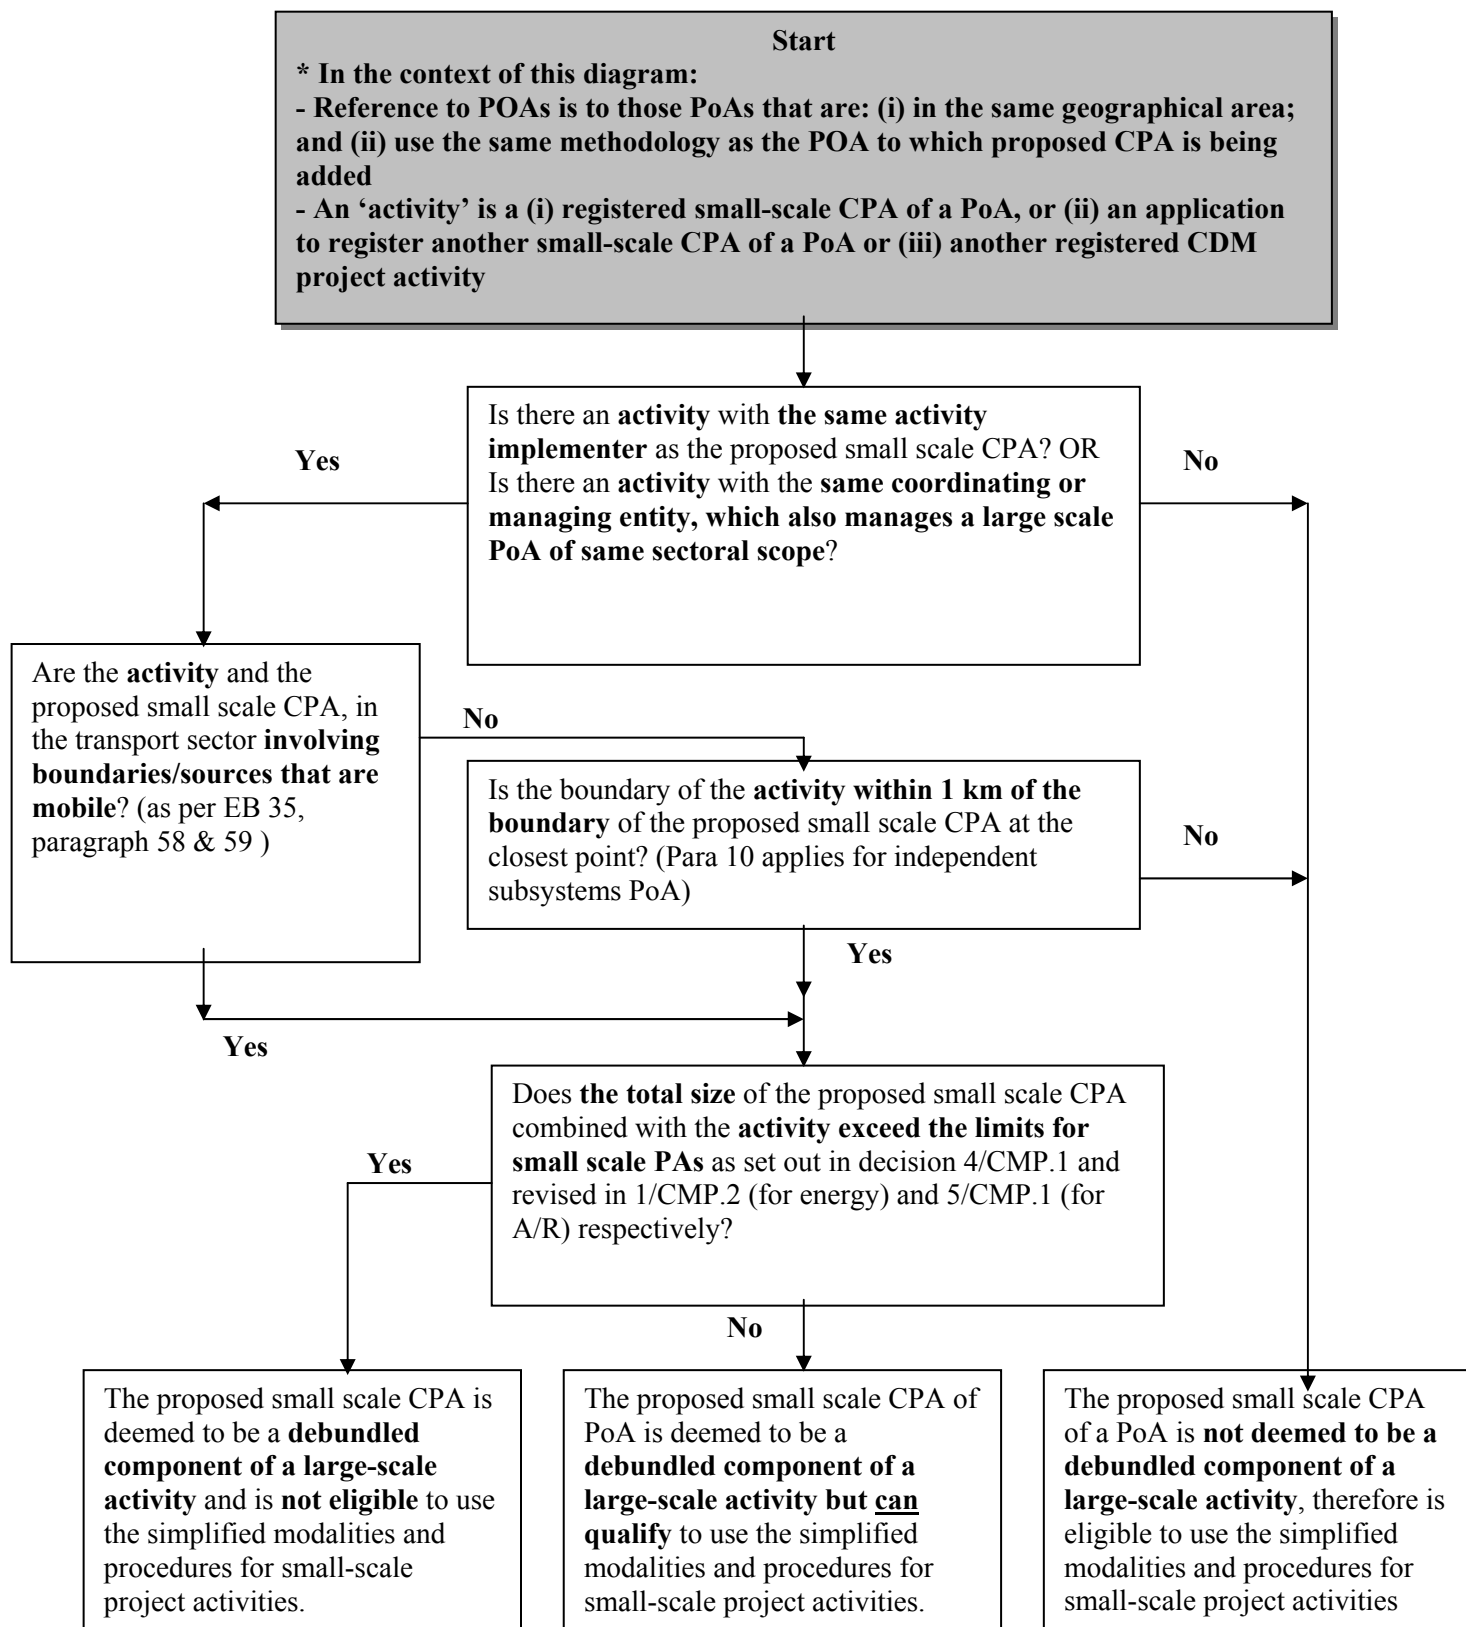 Start
* In the context of this diagram:
- Reference to POAs is to those PoAs that are: (i) in the same geographical area;
and (ii) use the same methodology as the POA to which proposed CPA is being
added
- An ‘activity’ is a (i) registered small-scale CPA of a PoA, or (ii) an application
to register another small-scale CPA of a PoA or (iii) another registered CDM
project activity
Is there an activity with the same activity
implementer as the proposed small scale CPA? OR
Is there an activity with the same coordinating or
managing entity, which also manages a large scale
PoA of same sectoral scope?
Yes
No
Are the activity and the
proposed small scale CPA, in
the transport sector involving
boundaries/sources that are
mobile? (as per EB 35,
paragraph 58 & 59 )
No
Is the boundary of the activity within 1 km of the
boundary of the proposed small scale CPA at the
closest point? (Para 10 applies for independent
subsystems PoA)
No
Yes
Yes
Does the total size of the proposed small scale CPA
combined with the activity exceed the limits for
small scale PAs as set out in decision 4/CMP.1 and
revised in 1/CMP.2 (for energy) and 5/CMP.1 (for
A/R) respectively?
Yes
No
The proposed small scale CPA is
deemed to be a debundled
component of a large-scale
activity and is not eligible to use
the simplified modalities and
procedures for small-scale
project activities.
The proposed small scale CPA of
PoA is deemed to be a
debundled component of a
large-scale activity but can
qualify to use the simplified
modalities and procedures for
small-scale project activities.
The proposed small scale CPA
of a PoA is not deemed to be a
debundled component of a
large-scale activity, therefore is
eligible to use the simplified
modalities and procedures for
small-scale project activities